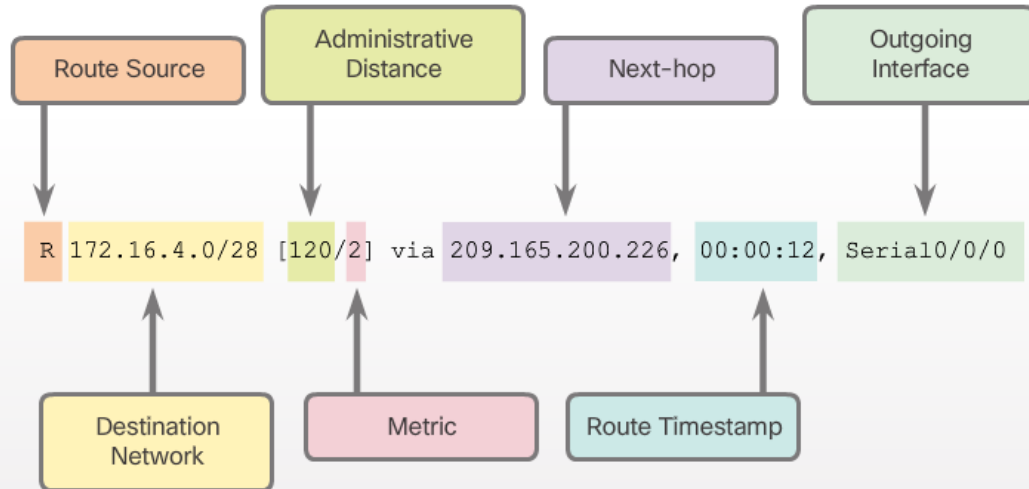 Route Source
Administrative
Distance
Next-hop
Outgoing
Interface
R 172.16.4.0/28 [120/2] via 209.165.200.226, 00:00:12, Serial0/0/0
Destination
Network
Metric
Route Timestamp